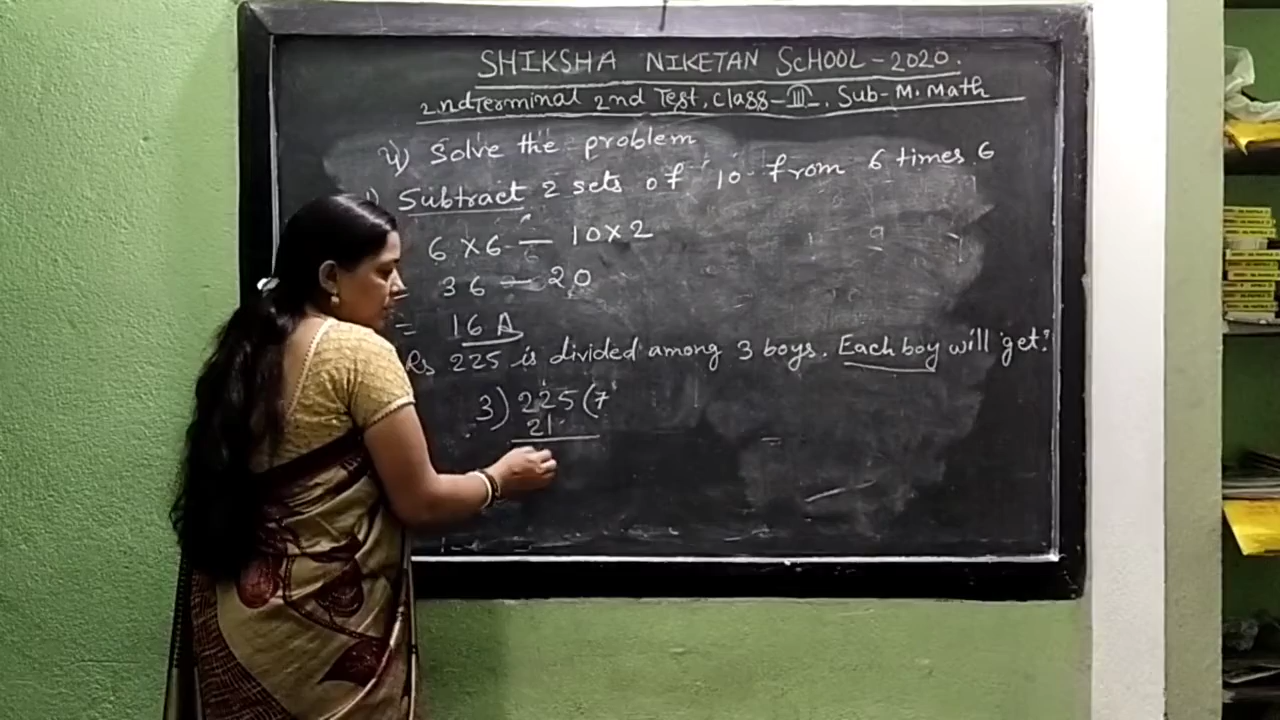 SHIKSHA NIKETAN SCHOOL - 2020.
2nd Terminal 2nd Test, Class - III. Sub - M. Math
Solve the problem
Subtract 2 sets of 10 from 6 times 6
6 × 6 - 10 × 2
36 - 20
= 16 A
Rs 225 is divided among 3 boys. Each boy will get?
3)225(7
21